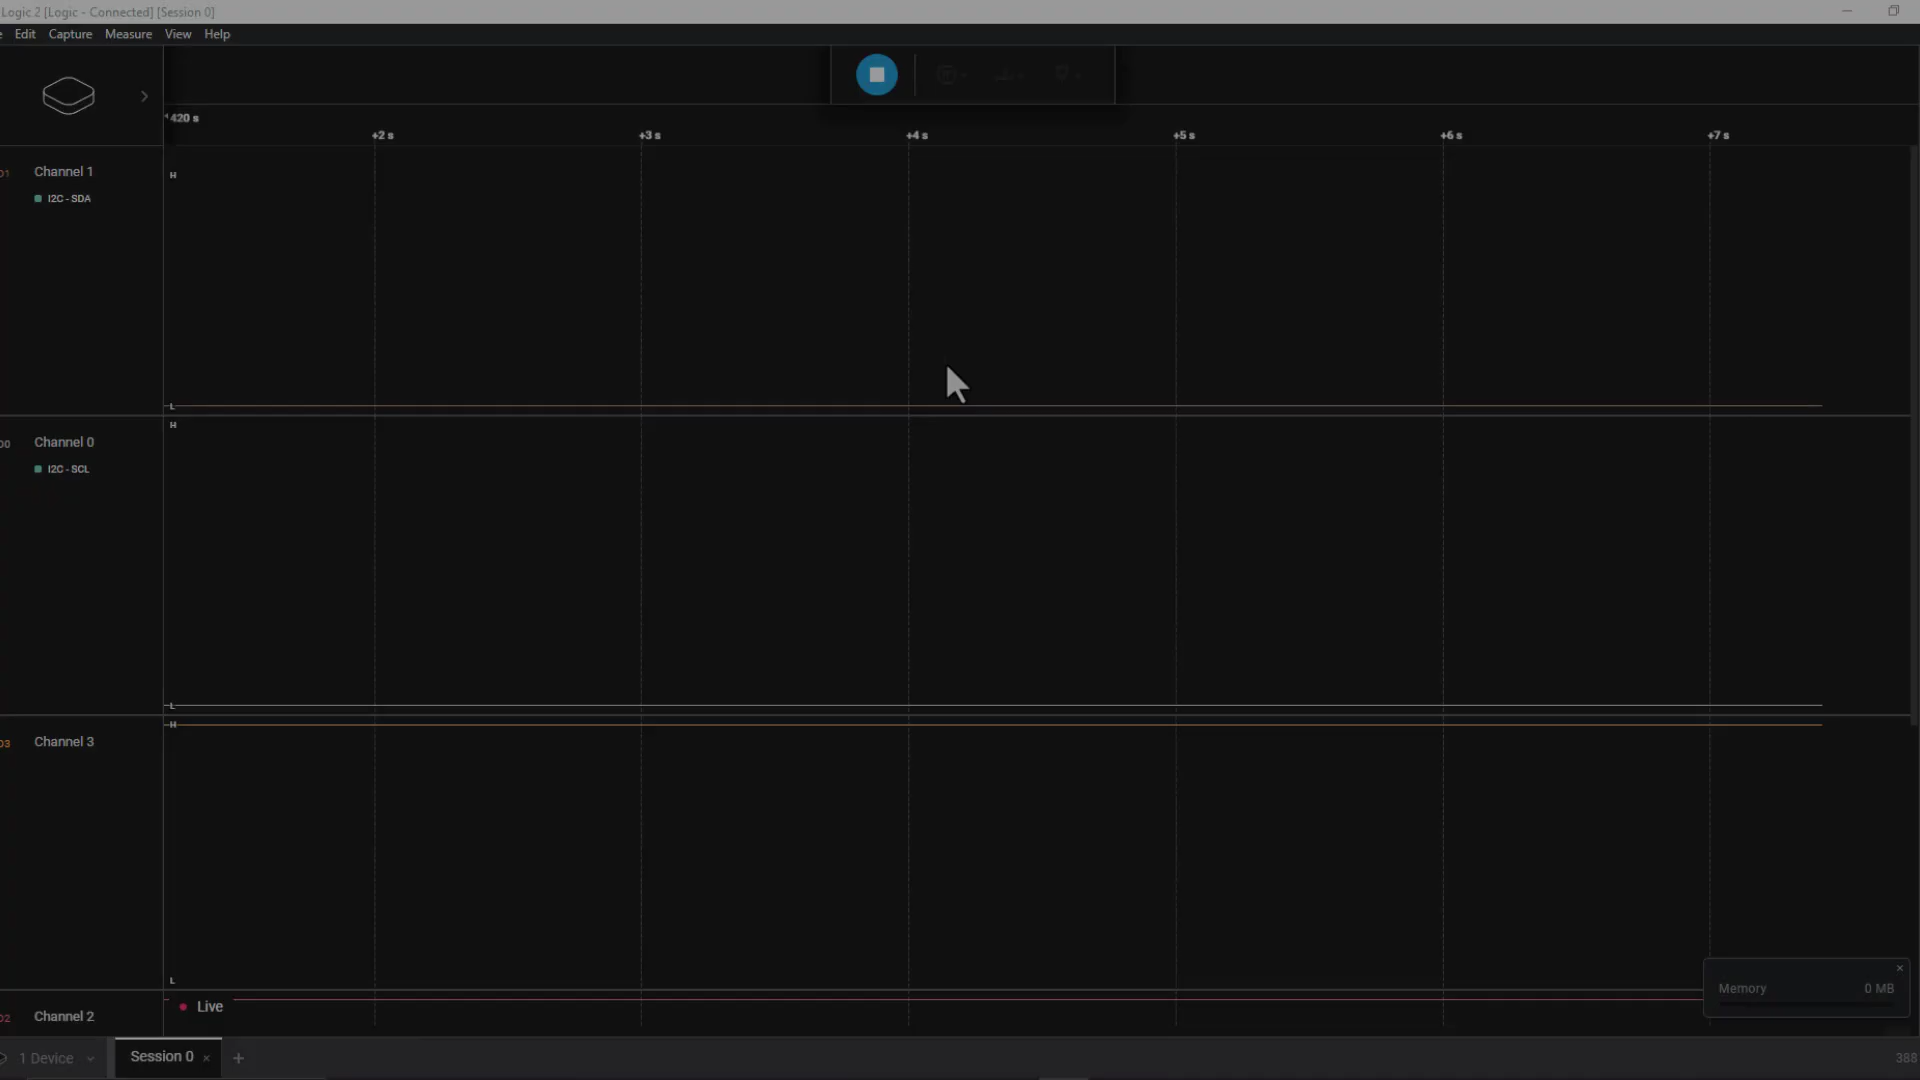 Logic 2 [Logic - Connected] [Session 0]
Edit Capture Measure View Help
420 s
+2 s +3 s +4 s +5 s +6 s +7 s
Channel 1
H
I2C - SDA
L
H
Channel 0
I2C - SCL
L
H
Channel 3
L
Memory 0 MB
Live
Channel 2
1 Device
Session 0
388